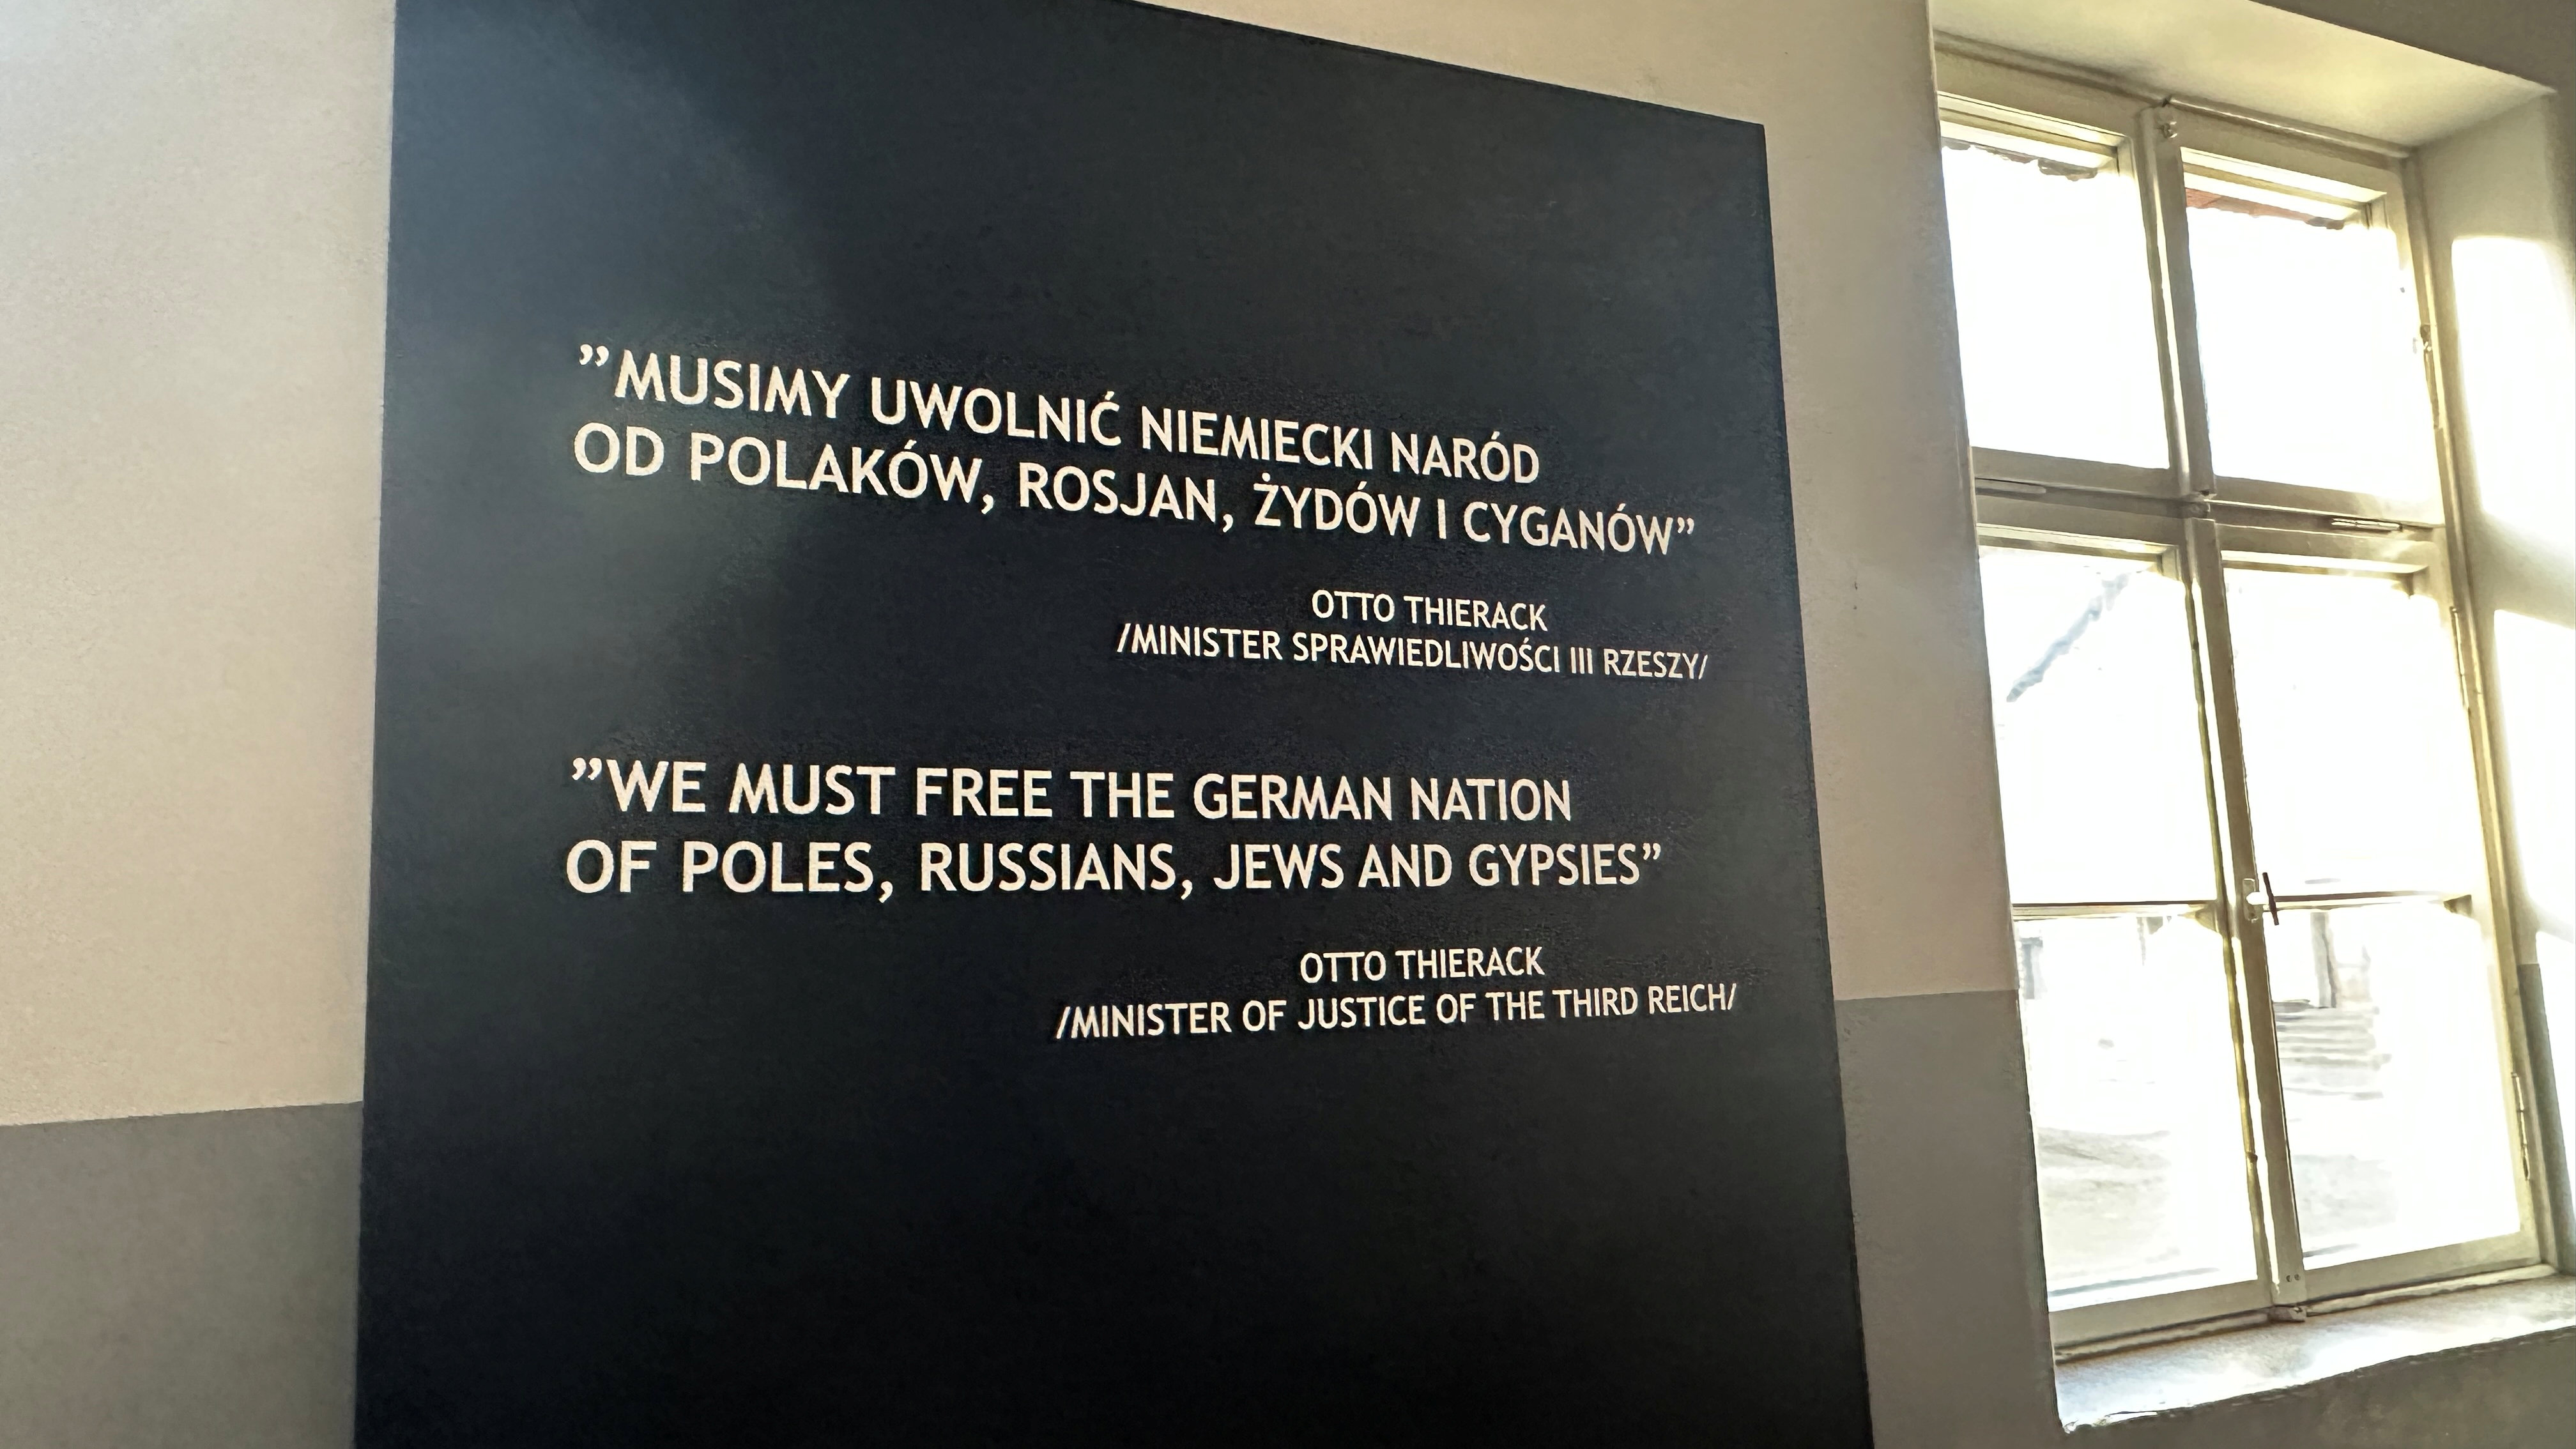 ”MUSIMY UWOLNIĆ NIEMIECKI NARÓD
OD POLAKÓW, ROSJAN, ŻYDÓW I CYGANÓW”
OTTO THIERACK
/MINISTER SPRAWIEDLIWOŚCI III RZESZY/
”WE MUST FREE THE GERMAN NATION
OF POLES, RUSSIANS, JEWS AND GYPSIES”
OTTO THIERACK
/MINISTER OF JUSTICE OF THE THIRD REICH/